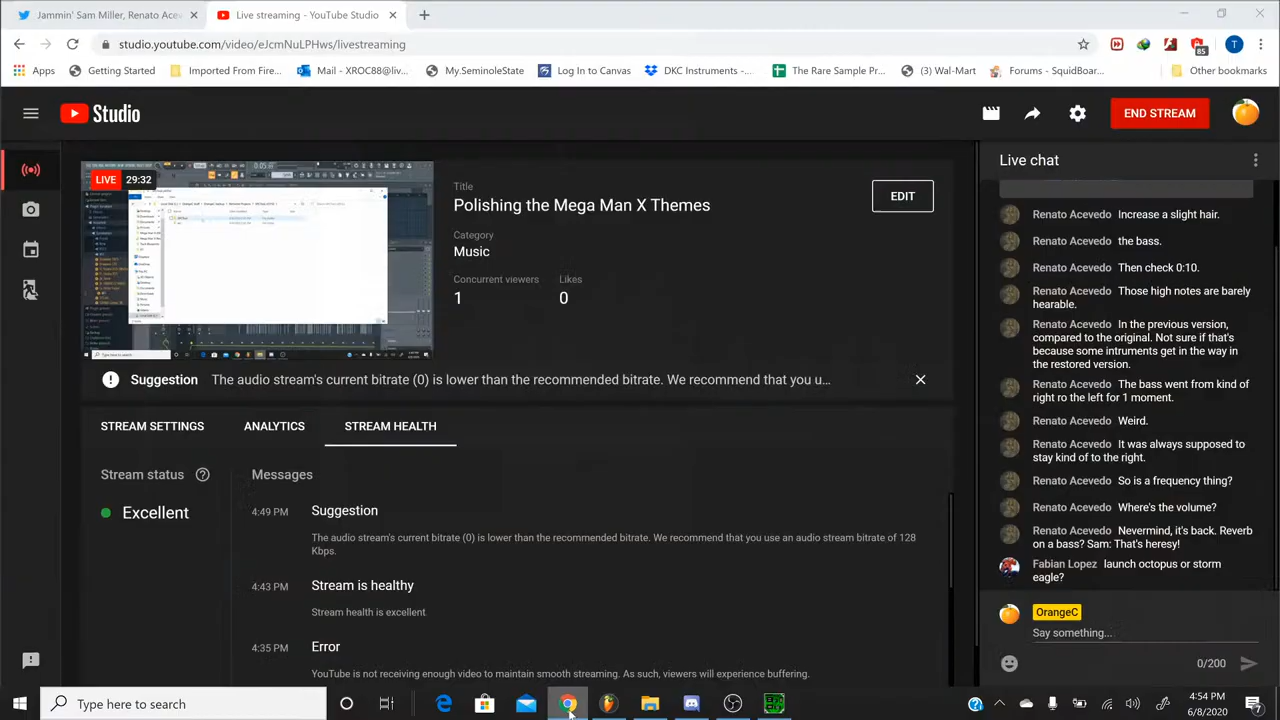 Jammin' Sam Miller, Renato Ace
Live streaming - YouTube Studio
studio.youtube.com/video/eJcmNuLPHws/livestreaming
85
T
Apps
Getting Started
Imported From Fire...
Mail - XROC88@liv...
My.SeminoleState
Log In to Canvas
DKC Instruments -...
The Rare Sample Pr...
(3) Wal-Mart
Forums - SquidBoar...
Other bookmarks
Studio
END STREAM
LIVE 29:32
Title
Polishing the Mega Man X Themes
EDIT
Category
Music
Concurrent viewers
Likes
1
0
Suggestion The audio stream's current bitrate (0) is lower than the recommended bitrate. We recommend that you u...
STREAM SETTINGS
ANALYTICS
STREAM HEALTH
Stream status
Excellent
Messages
4:49 PM
Suggestion
The audio stream's current bitrate (0) is lower than the recommended bitrate. We recommend that you use an audio stream bitrate of 128
Kbps.
4:43 PM
Stream is healthy
Stream health is excellent.
4:35 PM
Error
YouTube is not receiving enough video to maintain smooth streaming. As such, viewers will experience buffering.
Live chat
Renato Acevedo Increase a slight hair.
Renato Acevedo the bass.
Renato Acevedo Then check 0:10.
Renato Acevedo Those high notes are barely
hearable.
Renato Acevedo In the previous version
compared to the original. Not sure if that's
because some intruments get in the way in
the restored version.
Renato Acevedo The bass went from kind of
right ro the left for 1 moment.
Renato Acevedo Weird.
Renato Acevedo It was always supposed to
stay kind of to the right.
Renato Acevedo So is a frequency thing?
Renato Acevedo Where's the volume?
Renato Acevedo Nevermind, it's back. Reverb
on a bass? Sam: That's heresy!
Fabian Lopez launch octopus or storm
eagle?
OrangeC
Say something...
0/200
Type here to search
4:54 PM
6/8/2020